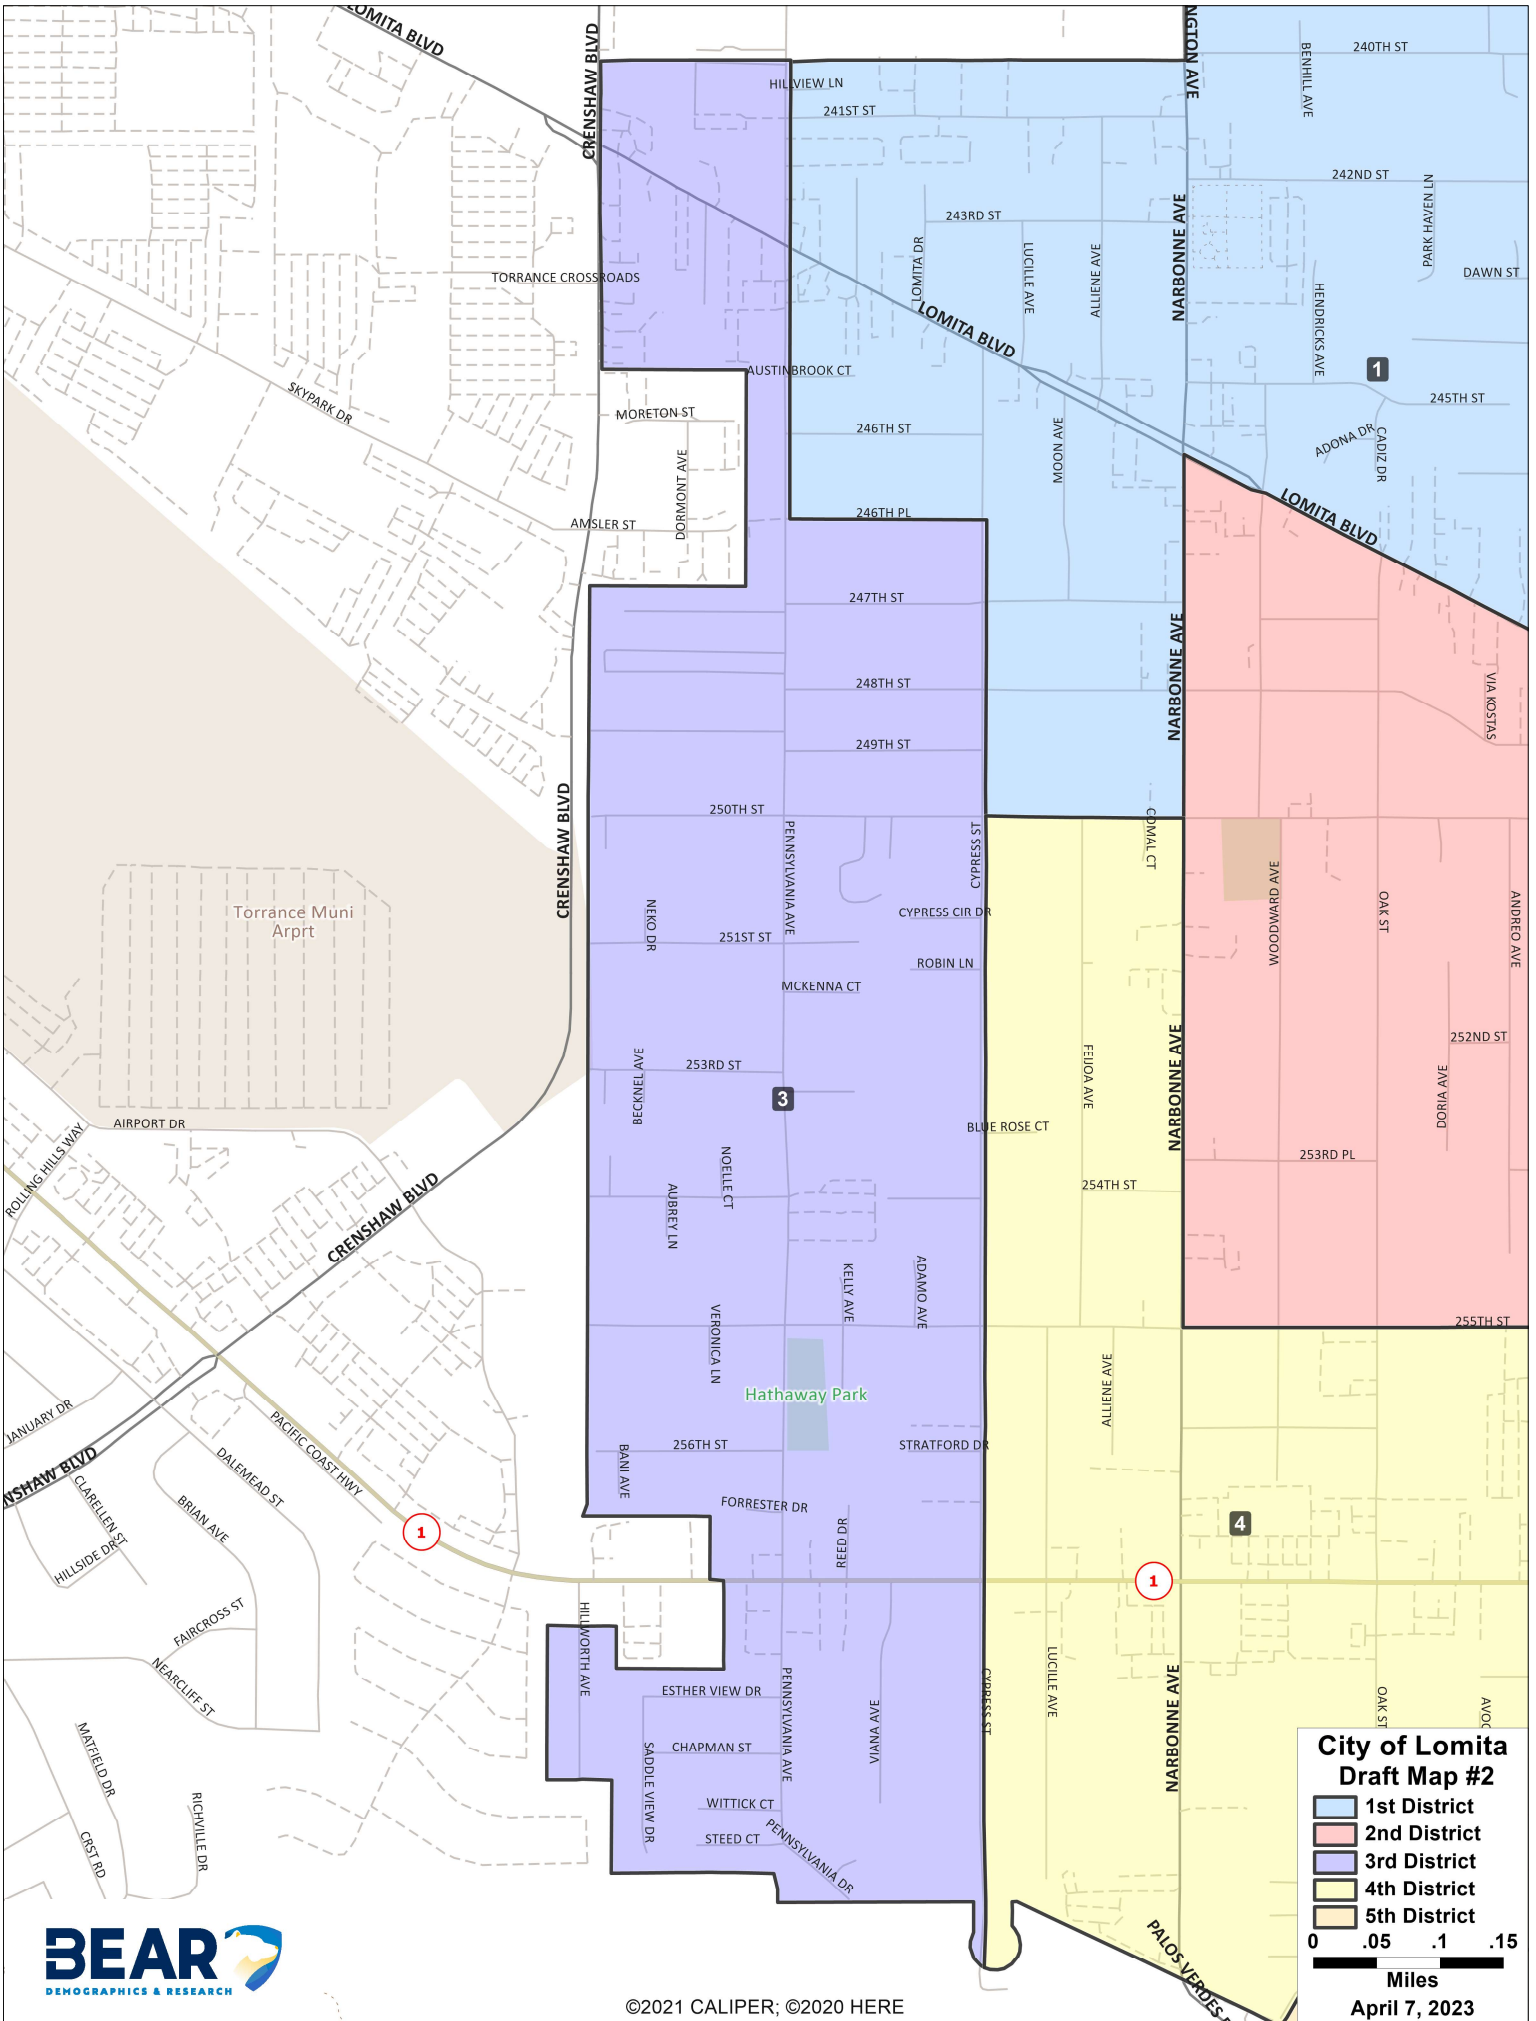 LOMITA BLVD
CRENSHAW BLVD
NGTON AVE
240TH ST
BENHILL AVE
HILLVIEW LN
241ST ST
242ND ST
PARK HAVEN LN
NARBONNE AVE
243RD ST
LOMITA DR
LUCILLE AVE
ALLIENE AVE
DAWN ST
TORRANCE CROSSROADS
HENDRICKS AVE
LOMITA BLVD
1
AUSTINBROOK CT
SKYPARK DR
MORETON ST
245TH ST
246TH ST
MOON AVE
ADONA DR
CADIZ DR
DORMONT AVE
LOMITA BLVD
246TH PL
AMSLER ST
247TH ST
NARBONNE AVE
248TH ST
VIA KOSTAS
249TH ST
CRENSHAW BLVD
250TH ST
COMAL CT
PENNSYLVANIA AVE
CYPRESS ST
WOODWARD AVE
OAK ST
ANDREO AVE
Torrance Muni
Arprt
NEKO DR
CYPRESS CIR DR
251ST ST
ROBIN LN
MCKENNA CT
NARBONNE AVE
252ND ST
BECKNEL AVE
253RD ST
FEIJOA AVE
DORIA AVE
3
AIRPORT DR
BLUE ROSE CT
ROLLING HILLS WAY
NOELLE CT
253RD PL
CRENSHAW BLVD
AUBREY LN
254TH ST
KELLY AVE
ADAMO AVE
VERONICA LN
255TH ST
ALLIENE AVE
Hathaway Park
JANUARY DR
PACIFIC COAST HWY
NSHAW BLVD
DALEMEAD ST
256TH ST
BANI AVE
STRATFORD DR
CLARELLEN ST
BRIAN AVE
FORRESTER DR
REED DR
4
1
HILLSIDE DR
1
FAIRCROSS ST
HILLWORTH AVE
NEARCLIFF ST
PENNSYLVANIA AVE
CYPRESS ST
LUCILLE AVE
NARBONNE AVE
OAK ST
AVOC
ESTHER VIEW DR
VIANA AVE
MATFIELD DR
SADDLE VIEW DR
CHAPMAN ST
WITTICK CT
RICHVILLE DR
STEED CT
PENNSYLVANIA DR
CRST RD
PALOS VERDES
City of Lomita
Draft Map #2
1st District
2nd District
3rd District
4th District
5th District
0 .05 .1 .15
Miles
April 7, 2023
BEAR
DEMOGRAPHICS & RESEARCH
©2021 CALIPER; ©2020 HERE